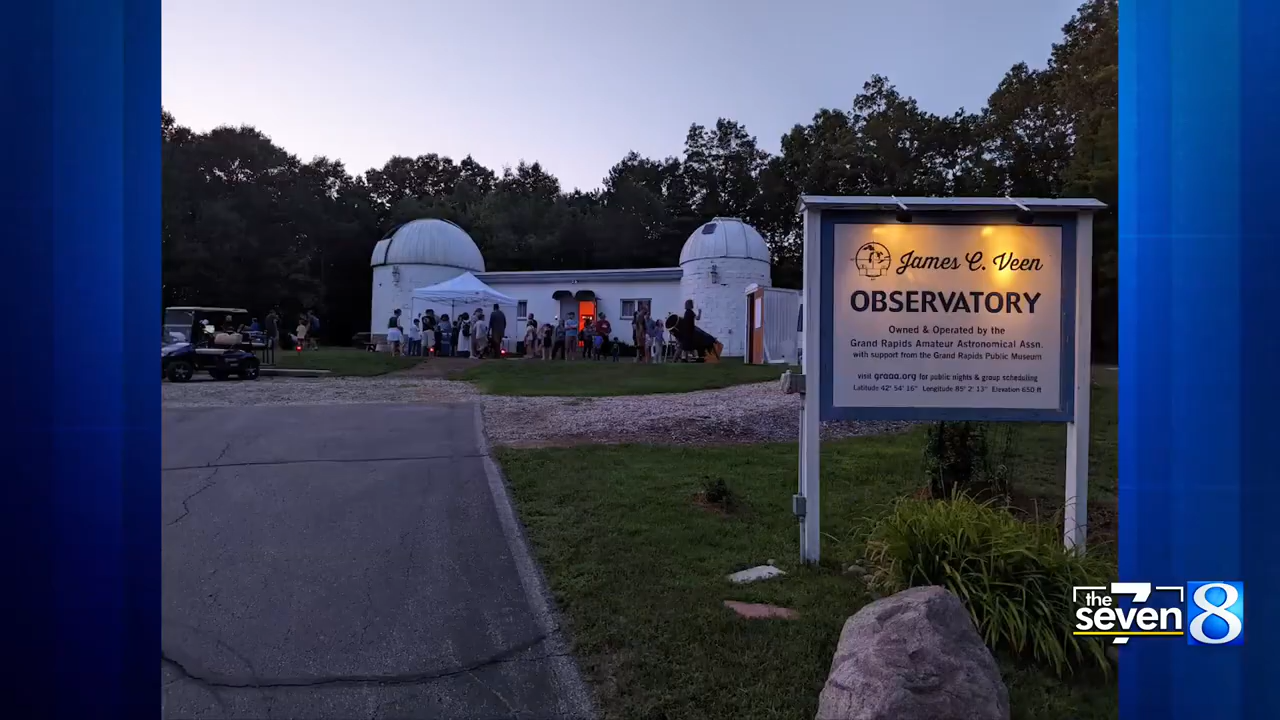 James C. Veen
OBSERVATORY
Owned & Operated by the
Grand Rapids Amateur Astronomical Assn.
with support from the Grand Rapids Public Museum
visit graaa.org for public nights & group scheduling
Latitude 42° 54' 16" Longitude 85° 2' 13" Elevation 650 ft
the 7
seven 8